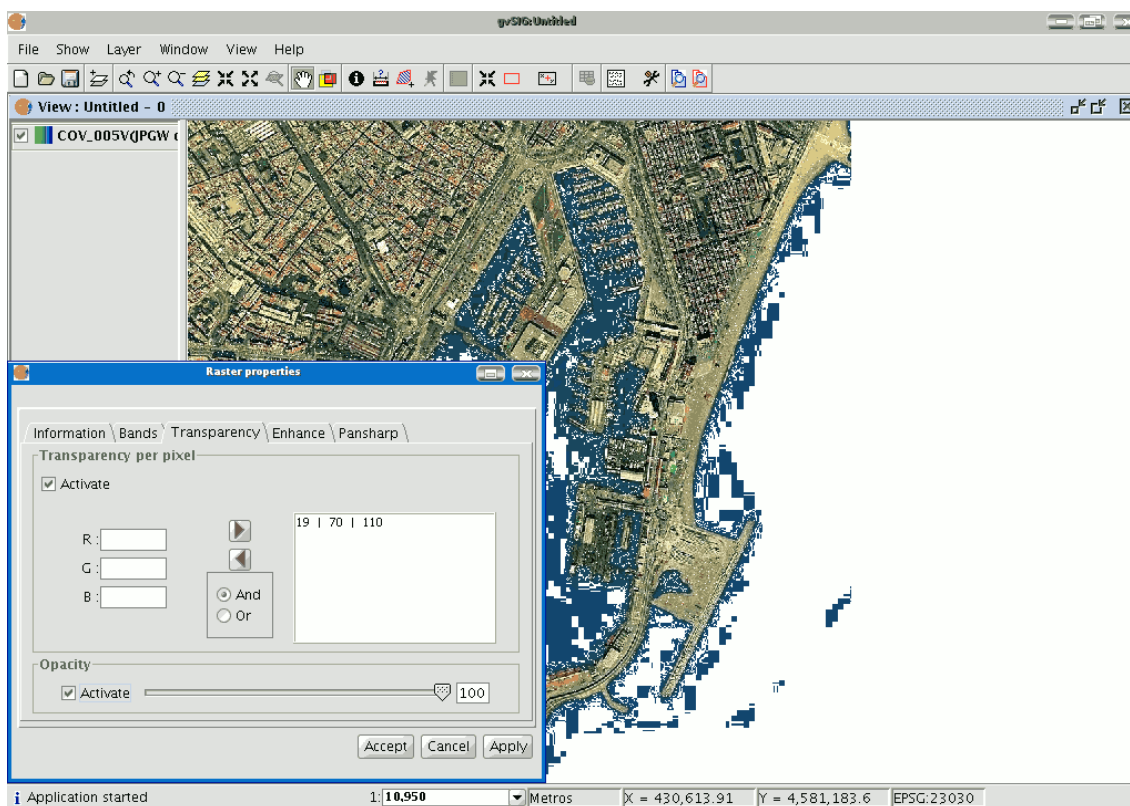 gvSIG:Untitled
File Show Layer Window View Help
View : Untitled - 0
COV_005V(JPGW c
Raster properties
Information Bands Transparency Enhance Pansharp
Transparency per pixel
Activate
R :
G :
B :
19 | 70 | 110
And
Or
Opacity
Activate 100
Accept Cancel Apply
Application started 1: 10,950 Metros X = 430,613.91 Y = 4,581,183.6 EPSG:23030